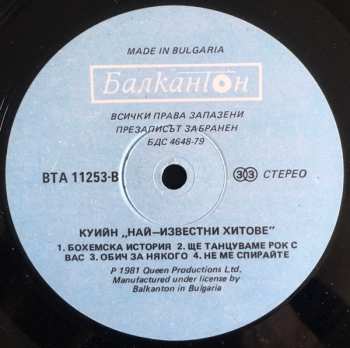 MADE IN BULGARIA
Балкантон
ВСИЧКИ ПРАВА ЗАПАЗЕНИ
ПРЕЗАПИСЪТ ЗАБРАНЕН
БДС 4648-79
ВТА 11253-В
33 СТЕРЕО
КУИЙН „НАЙ-ИЗВЕСТНИ ХИТОВЕ"
1. БОХЕМСКА ИСТОРИЯ 2. ЩЕ ТАНЦУВАМЕ РОК С
ВАС 3. ОБИЧ ЗА НЯКОГО 4. НЕ МЕ СПИРАЙТЕ
P 1981 Queen Productions Ltd,
Manufactured under license by
Balkanton in Bulgaria